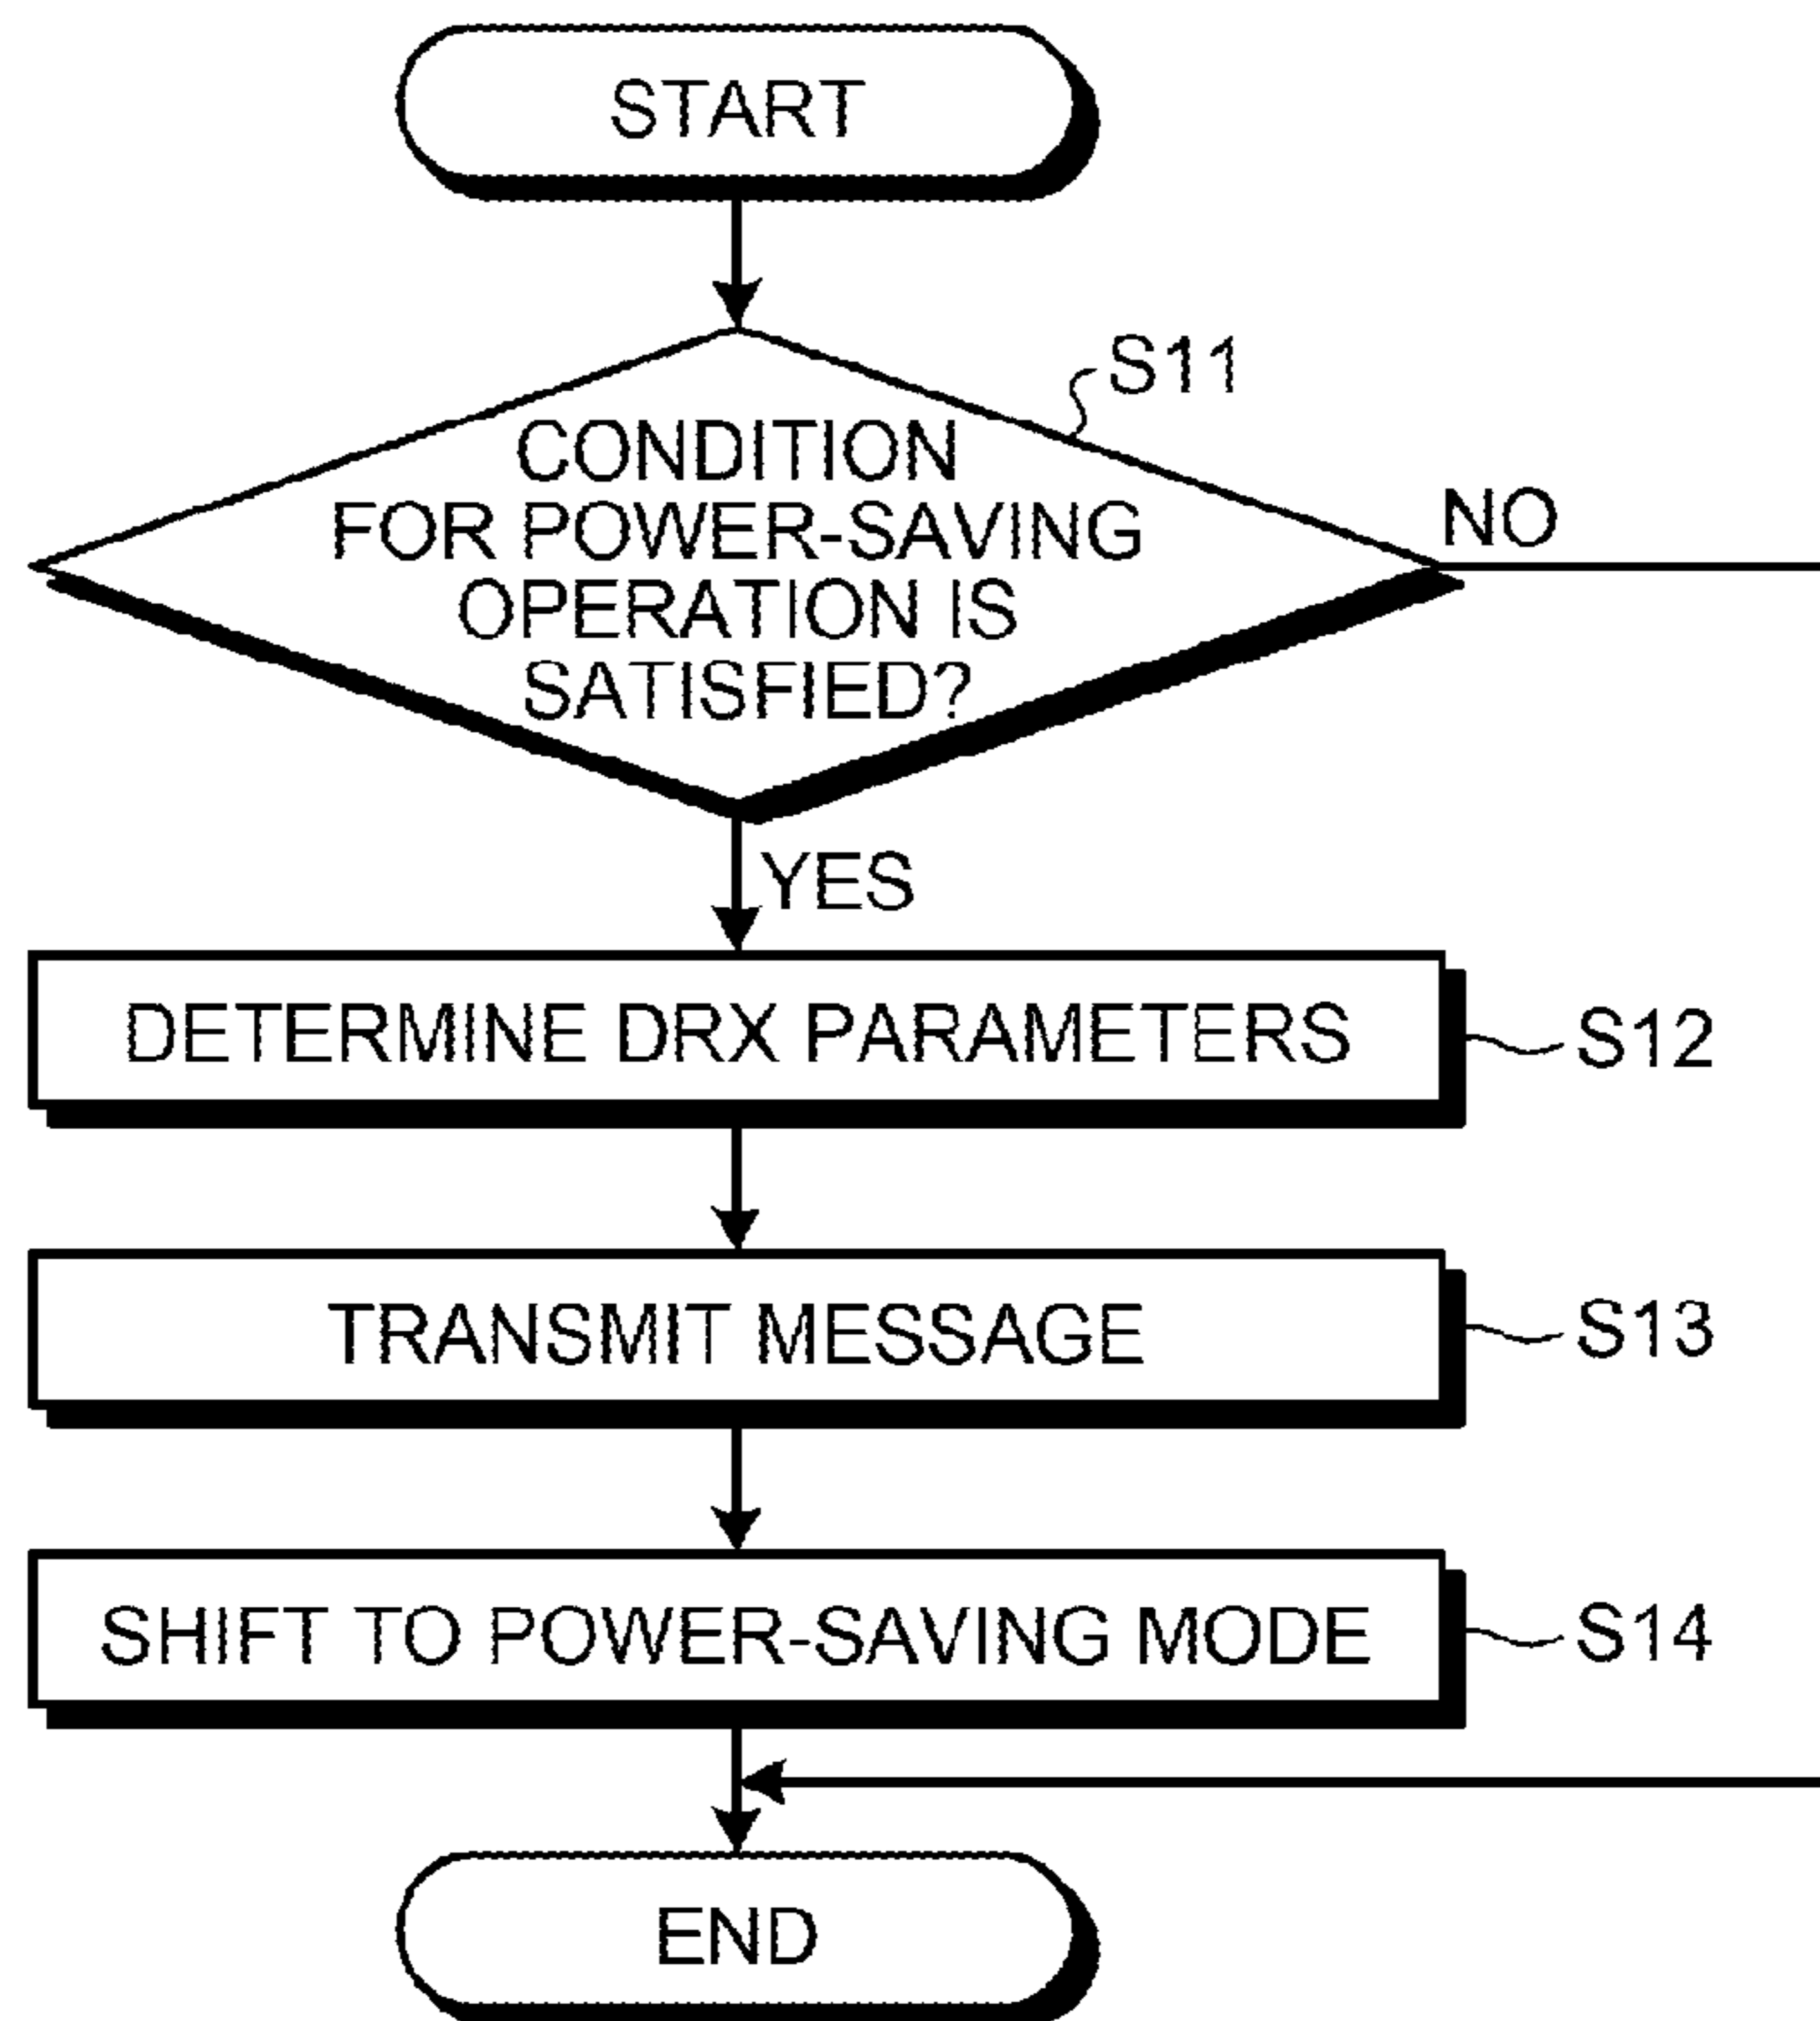 START
S11
CONDITION
FOR POWER-SAVING
OPERATION IS
SATISFIED?
NO
YES
DETERMINE DRX PARAMETERS
S12
TRANSMIT MESSAGE
S13
SHIFT TO POWER-SAVING MODE
S14
END